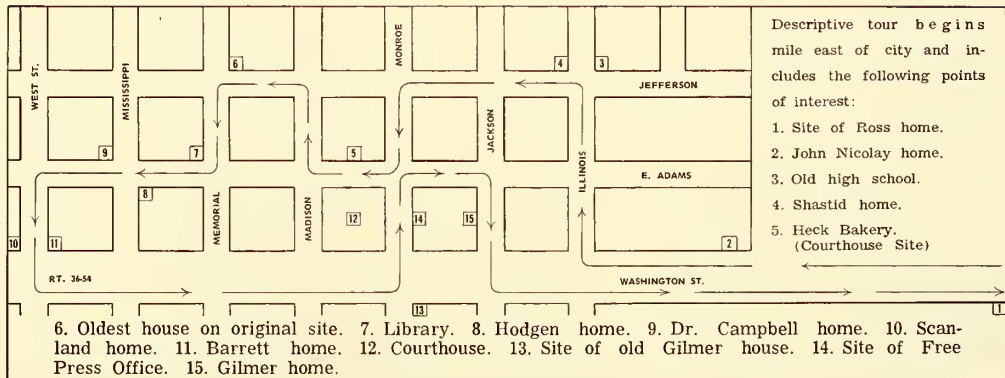 WEST ST.
MISSISSIPPI
6
MONROE
4
3
JEFFERSON
9
7
5
JACKSON
ILLINOIS
E. ADAMS
8
MEMORIAL
MADISON
12
14
15
10
11
2
RT. 36-54
WASHINGTON ST.
13
1
Descriptive tour begins
mile east of city and in-
cludes the following points
of interest:
1. Site of Ross home.
2. John Nicolay home.
3. Old high school.
4. Shastid home.
5. Heck Bakery.
(Courthouse Site)
6. Oldest house on original site. 7. Library. 8. Hodgen home. 9. Dr. Campbell home. 10. Scan-
land home. 11. Barrett home. 12. Courthouse. 13. Site of old Gilmer house. 14. Site of Free
Press Office. 15. Gilmer home.